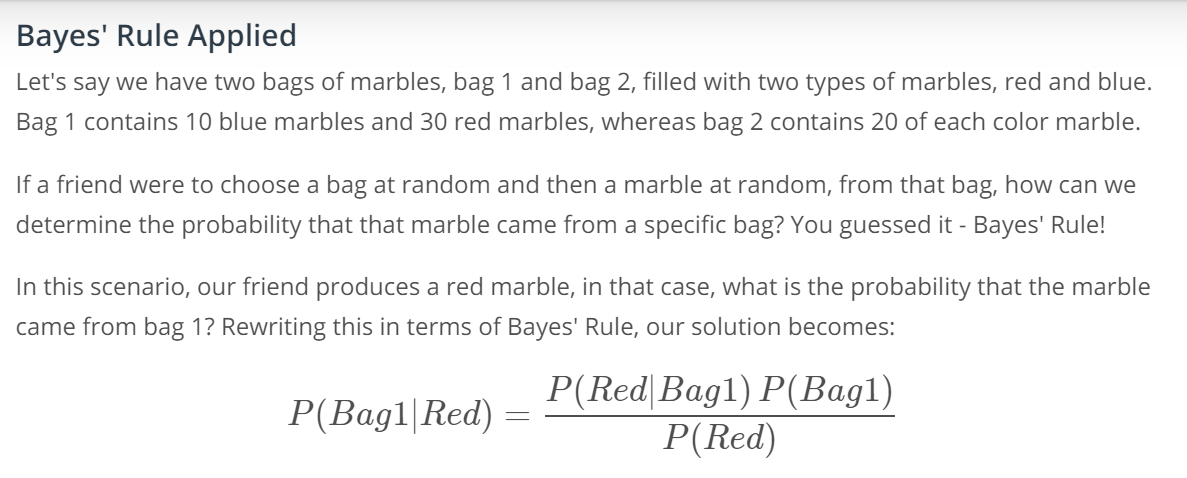 Bayes' Rule Applied
Let's say we have two bags of marbles, bag 1 and bag 2, filled with two types of marbles, red and blue.
Bag 1 contains 10 blue marbles and 30 red marbles, whereas bag 2 contains 20 of each color marble.
If a friend were to choose a bag at random and then a marble at random, from that bag, how can we
determine the probability that that marble came from a specific bag? You guessed it - Bayes' Rule!
In this scenario, our friend produces a red marble, in that case, what is the probability that the marble
came from bag 1? Rewriting this in terms of Bayes' Rule, our solution becomes:
P(Bag1|Red) = P(Red|Bag1) P(Bag1)
P(Red)